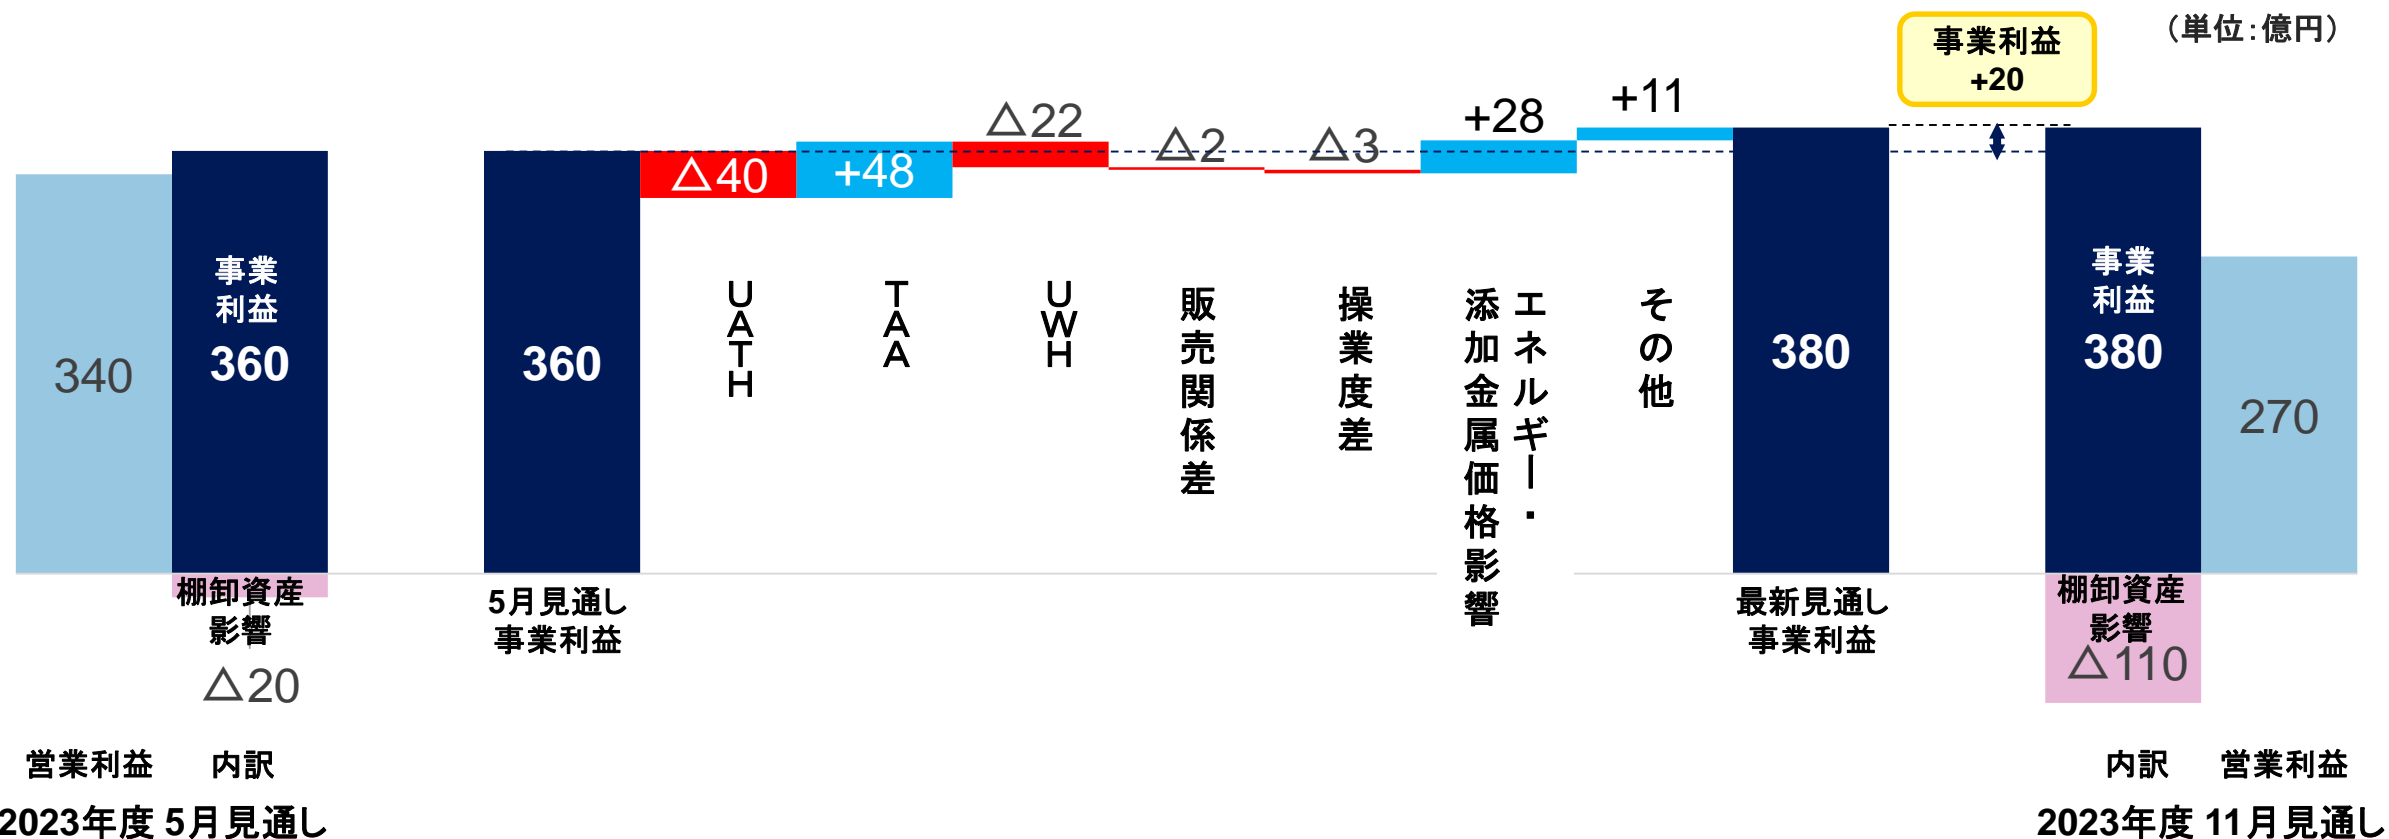 （単位：億円）
事業利益
+20
340
事業
利益
360
棚卸資産
影響
△20
営業利益
内訳
2023年度 5月見通し
360
5月見通し
事業利益
△40
UATH
+48
TAA
△22
UWH
△2
販売関係差
△3
操業度差
+28
エネルギー・
添加金属価格影響
+11
その他
380
最新見通し
事業利益
事業
利益
380
棚卸資産
影響
△110
270
内訳
営業利益
2023年度 11月見通し